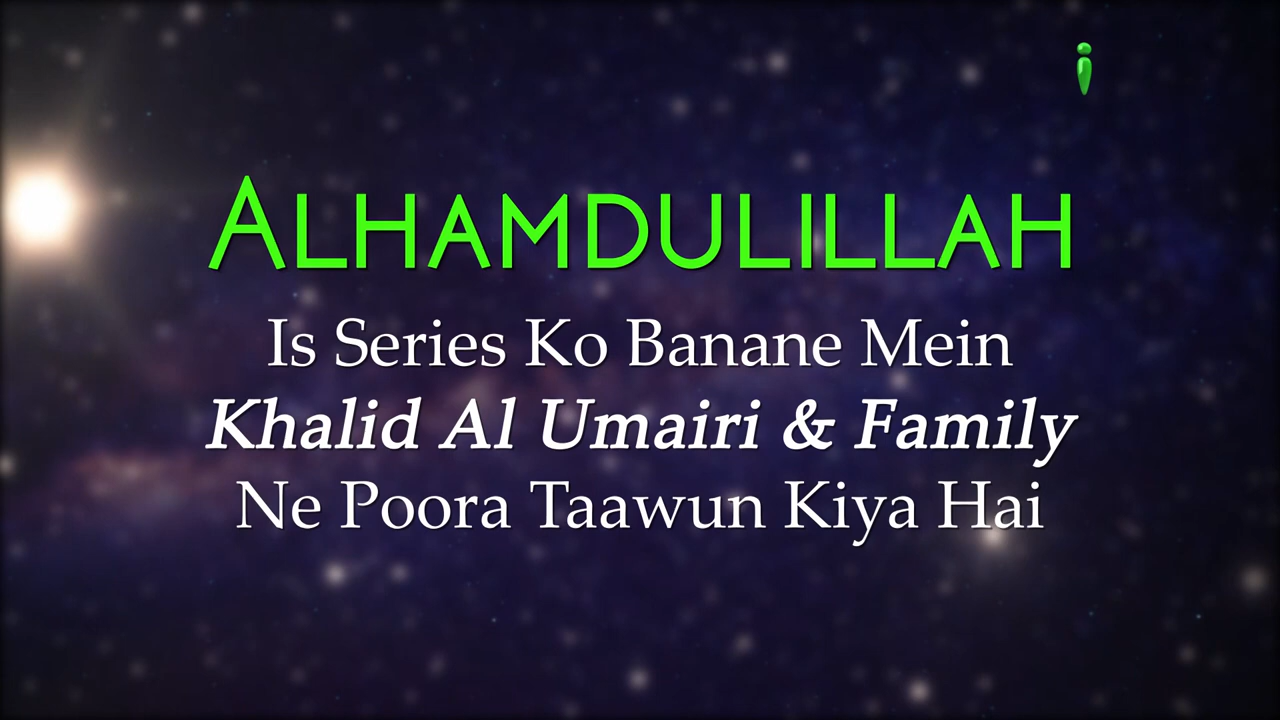 i
ALHAMDULILLAH
Is Series Ko Banane Mein
Khalid Al Umairi & Family
Ne Poora Taawun Kiya Hai